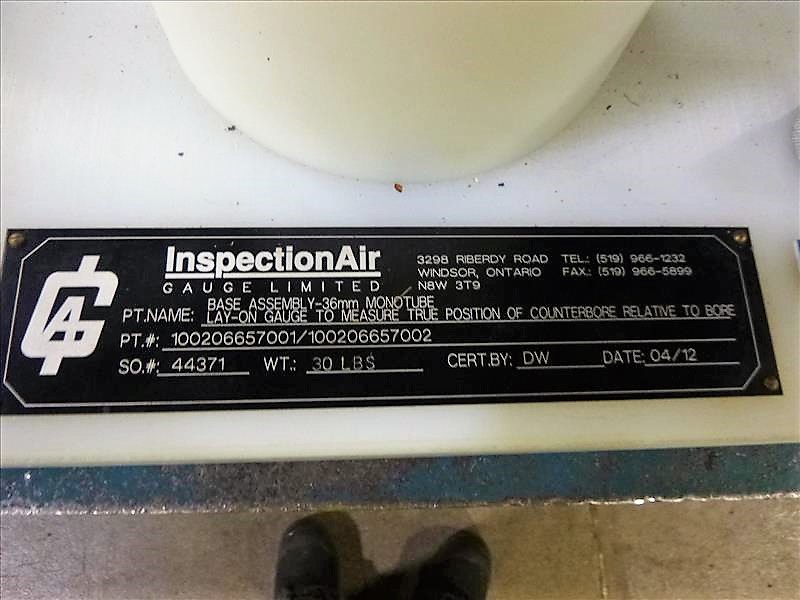 InspectionAir
GAUGE LIMITED
3298 RIBERDY ROAD TEL.: (519) 966-1232
WINDSOR, ONTARIO FAX.: (519) 966-5899
N8W 3T9
BASE ASSEMBLY-36mm MONOTUBE
PT.NAME: LAY-ON GAUGE TO MEASURE TRUE POSITION OF COUNTERBORE RELATIVE TO BORE
PT.#: 100206657001/100206657002
SO.#: 44371 WT.: 30 LBS CERT.BY: DW DATE: 04/12